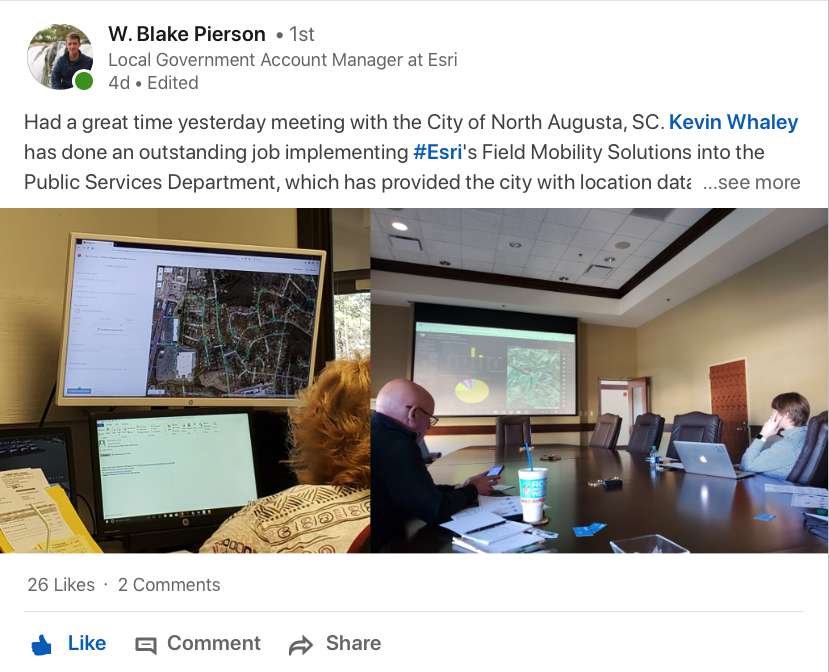 W. Blake Pierson • 1st
Local Government Account Manager at Esri
4d • Edited
Had a great time yesterday meeting with the City of North Augusta, SC. Kevin Whaley
has done an outstanding job implementing #Esri's Field Mobility Solutions into the
Public Services Department, which has provided the city with location data ...see more
26 Likes · 2 Comments
Like Comment Share